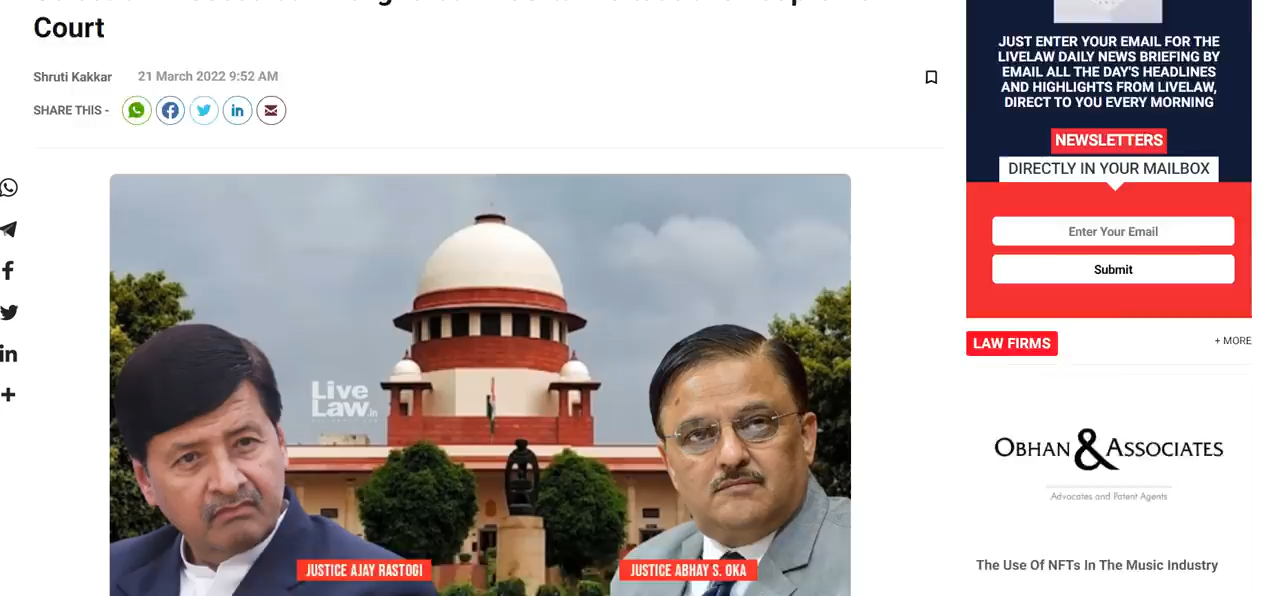 Court
Shruti Kakkar 21 March 2022 9:52 AM
SHARE THIS -
Live
Law.in
JUSTICE AJAY RASTOGI
JUSTICE ABHAY S. OKA
JUST ENTER YOUR EMAIL FOR THE
LIVELAW DAILY NEWS BRIEFING BY
EMAIL ALL THE DAY'S HEADLINES
AND HIGHLIGHTS FROM LIVELAW,
DIRECT TO YOU EVERY MORNING
NEWSLETTERS
DIRECTLY IN YOUR MAILBOX
Enter Your Email
Submit
LAW FIRMS
+ MORE
OBHAN & ASSOCIATES
Advocates and Patent Agents
The Use Of NFTs In The Music Industry